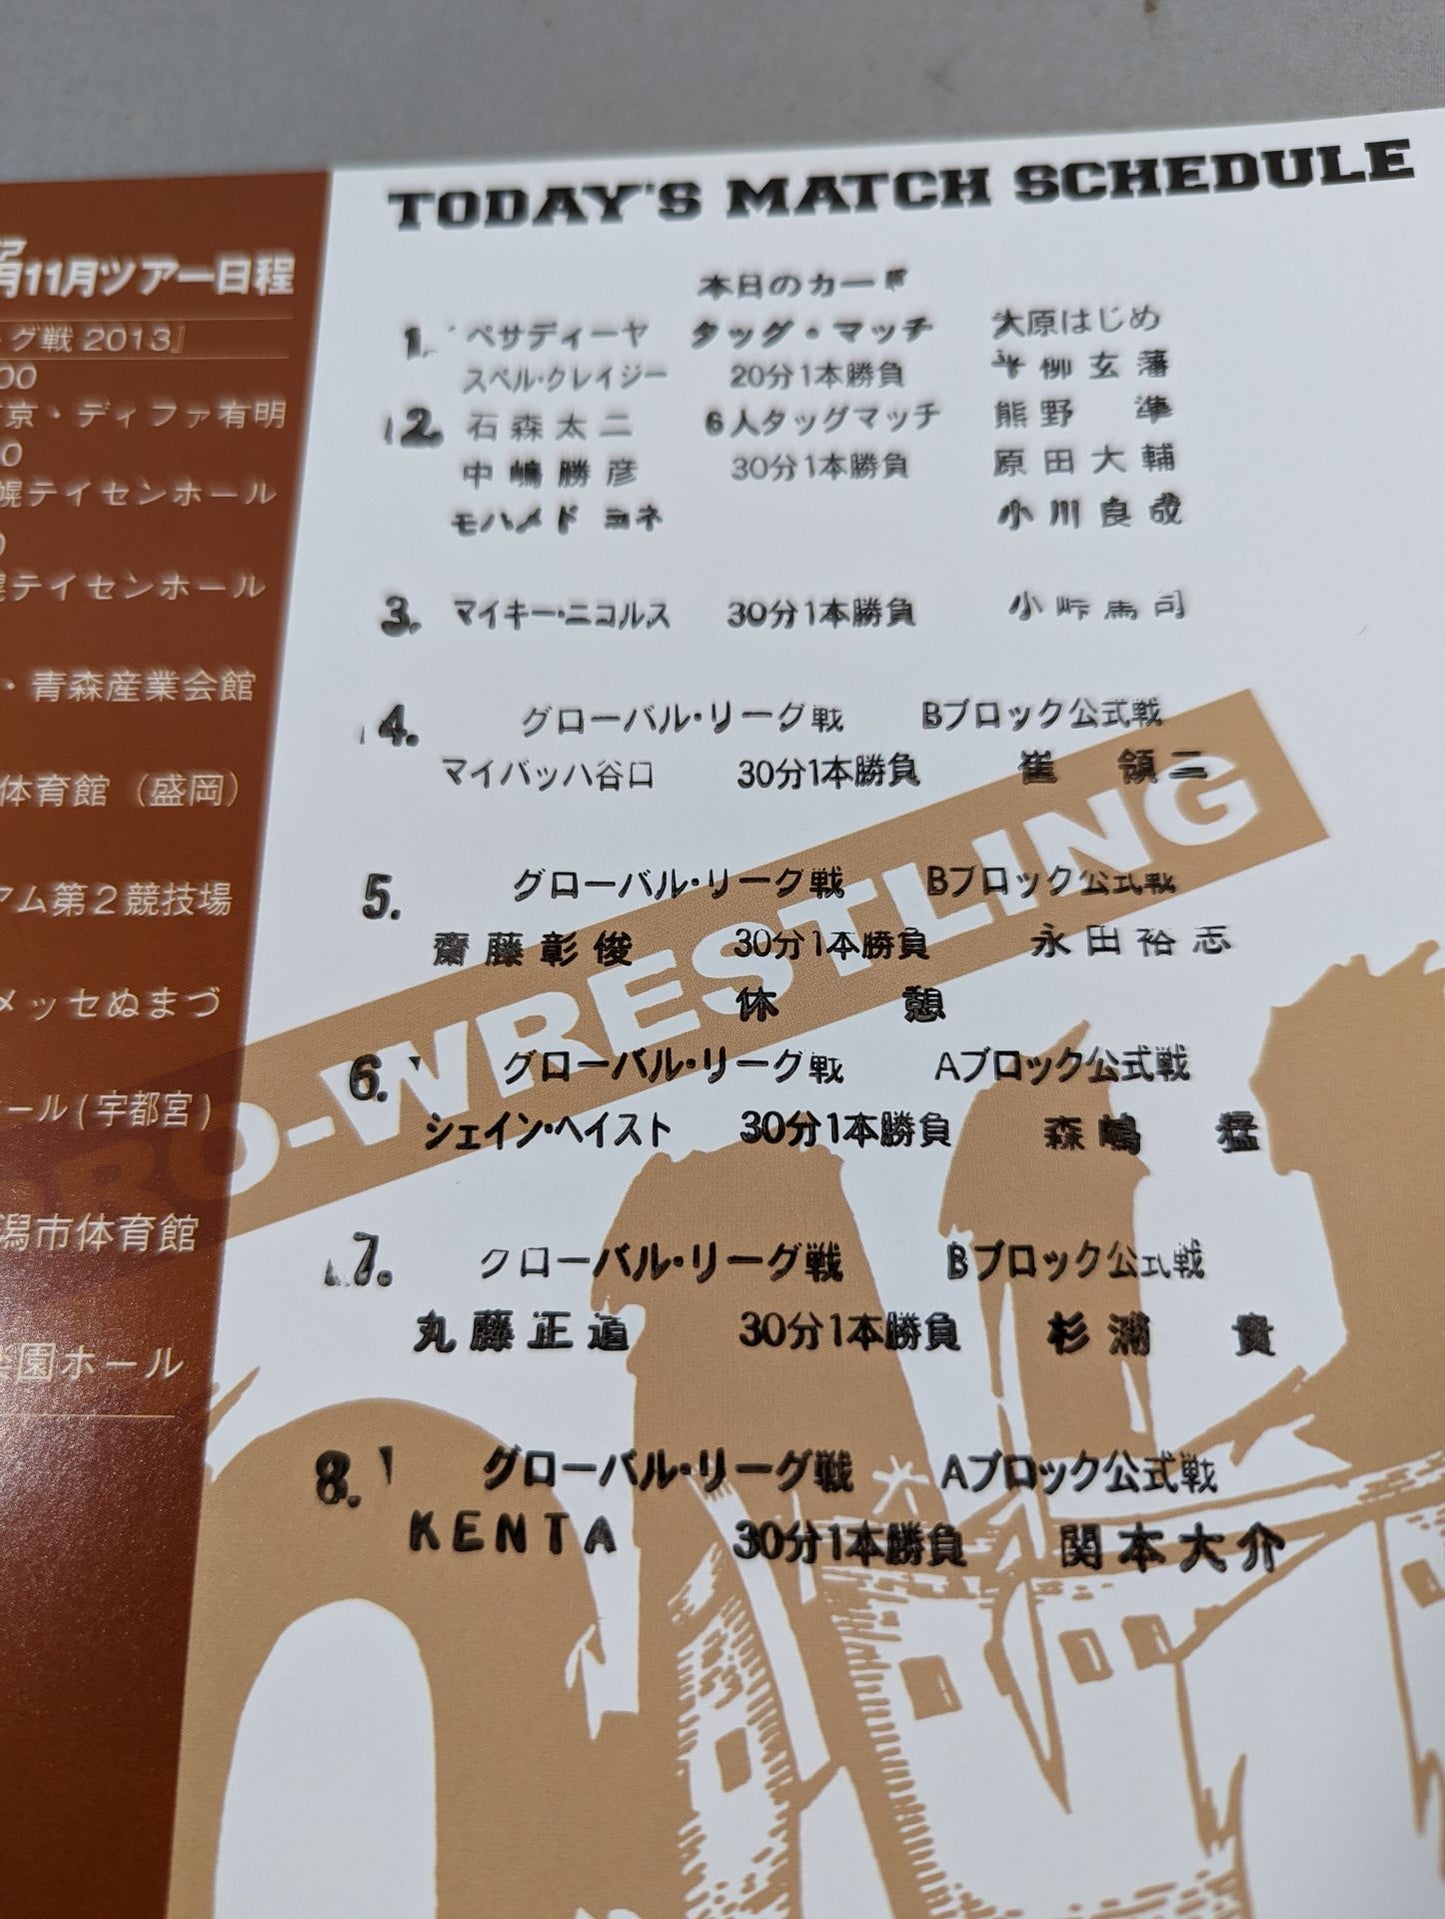 TODAY'S MATCH SCHEDULE
本日のカード
1. ペサディーヤ タッグ・マッチ 大原はじめ
スペル・クレイジー 20分1本勝負 平柳玄藩
2. 石森太二 6人タッグマッチ 熊野 準
中嶋勝彦 30分1本勝負 原田大輔
モハメド ヨネ 小川良成
3. マイキー・ニコルス 30分1本勝負 小峠篤司
4. グローバル・リーグ戦 Bブロック公式戦
マイバッハ谷口 30分1本勝負 崔 領二
5. グローバル・リーグ戦 Bブロック公式戦
齋藤彰俊 30分1本勝負 永田裕志
休 憩
6. グローバル・リーグ戦 Aブロック公式戦
シェイン・ヘイスト 30分1本勝負 森嶋 猛
7. グローバル・リーグ戦 Bブロック公式戦
丸藤正道 30分1本勝負 杉浦 貴
8. グローバル・リーグ戦 Aブロック公式戦
KENTA 30分1本勝負 関本大介
PRO-WRESTLING
月11月ツアー日程
グ戦 2013』
00
京・ディファ有明
0
幌テイセンホール
0
幌テイセンホール
・青森産業会館
体育館（盛岡）
アム第2競技場
メッセぬまづ
ール(宇都宮)
潟市体育館
楽園ホール